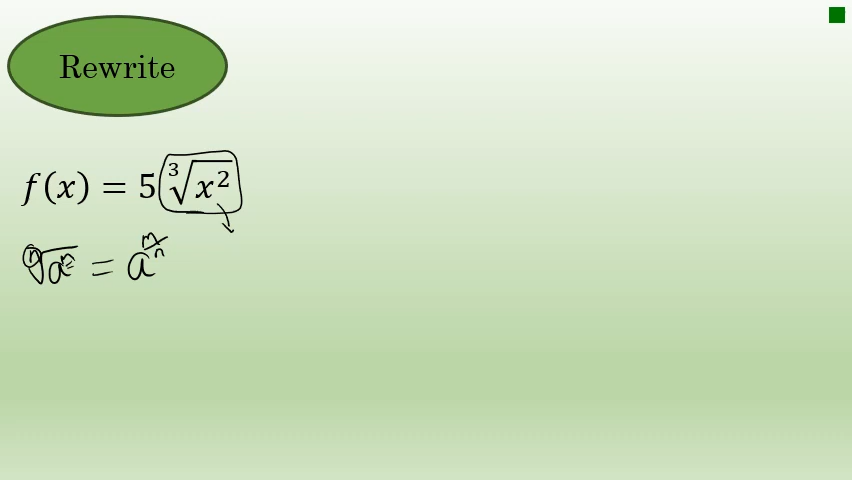 Rewrite
f(x) = 5∛x²
ⁿ√aᵐ = a^(m/n)